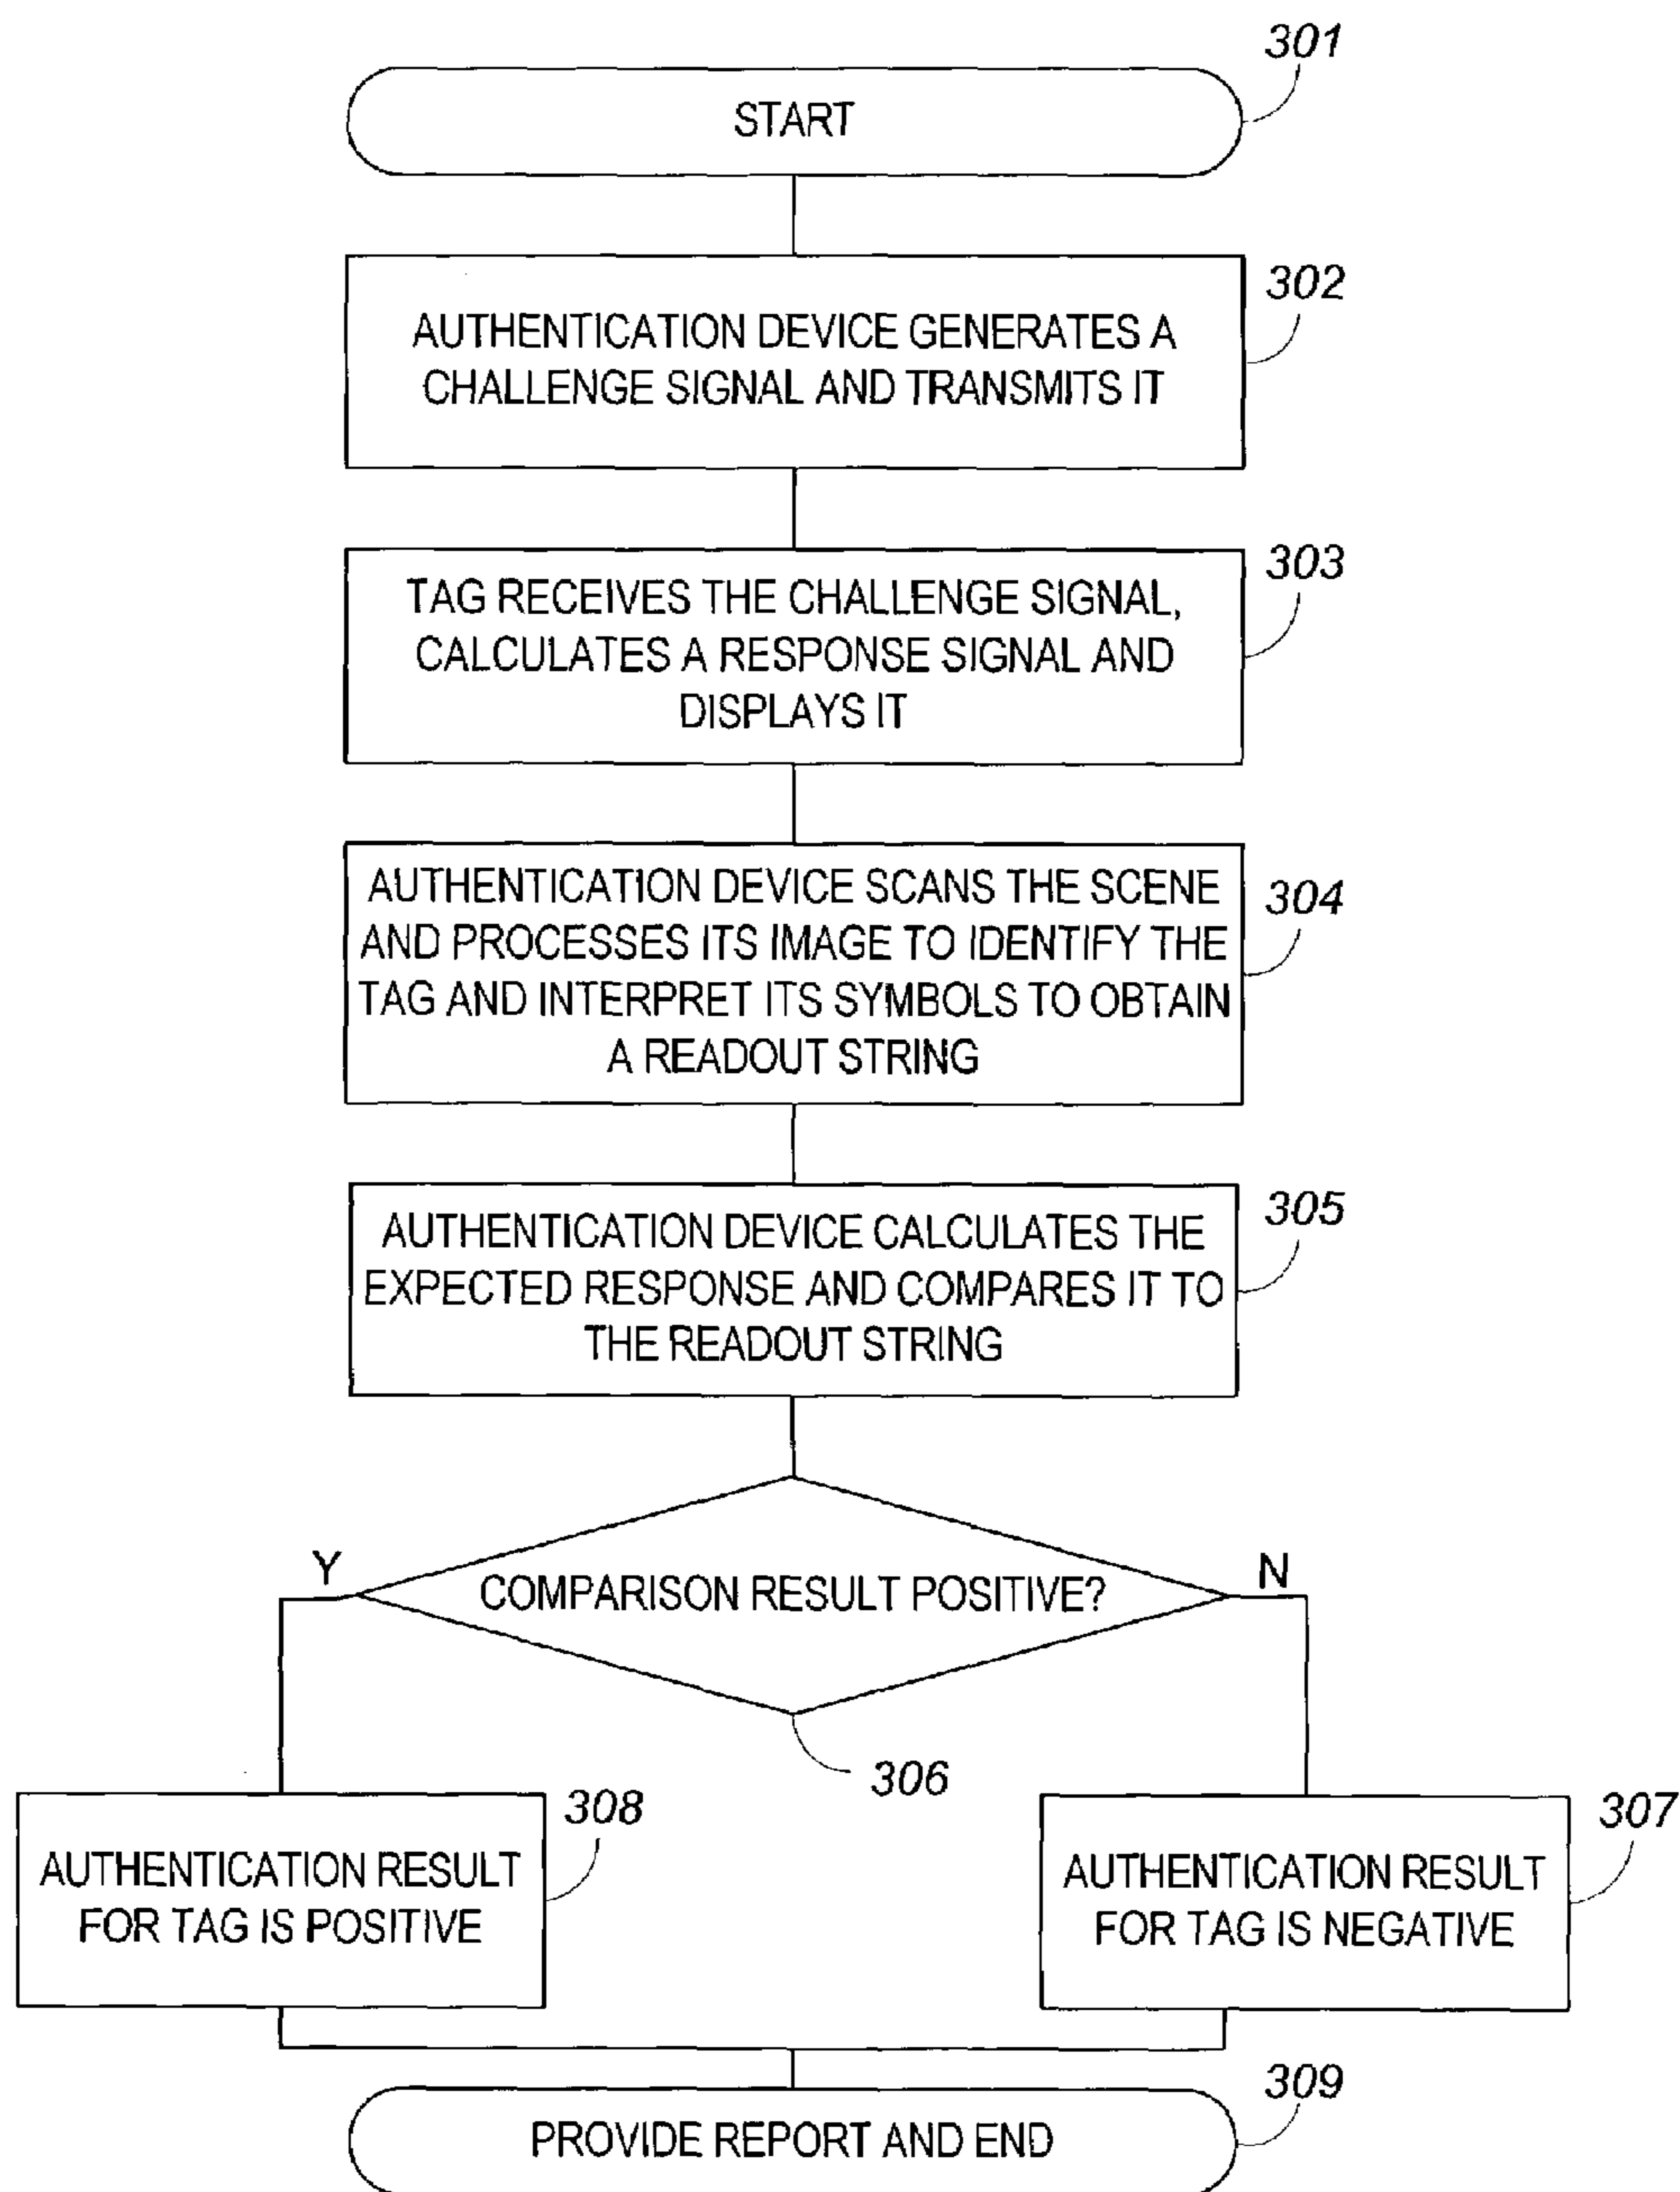 301
START
302
AUTHENTICATION DEVICE GENERATES A
CHALLENGE SIGNAL AND TRANSMITS IT
303
TAG RECEIVES THE CHALLENGE SIGNAL,
CALCULATES A RESPONSE SIGNAL AND
DISPLAYS IT
304
AUTHENTICATION DEVICE SCANS THE SCENE
AND PROCESSES ITS IMAGE TO IDENTIFY THE
TAG AND INTERPRET ITS SYMBOLS TO OBTAIN
A READOUT STRING
305
AUTHENTICATION DEVICE CALCULATES THE
EXPECTED RESPONSE AND COMPARES IT TO
THE READOUT STRING
Y
N
COMPARISON RESULT POSITIVE?
306
308
AUTHENTICATION RESULT
FOR TAG IS POSITIVE
307
AUTHENTICATION RESULT
FOR TAG IS NEGATIVE
309
PROVIDE REPORT AND END